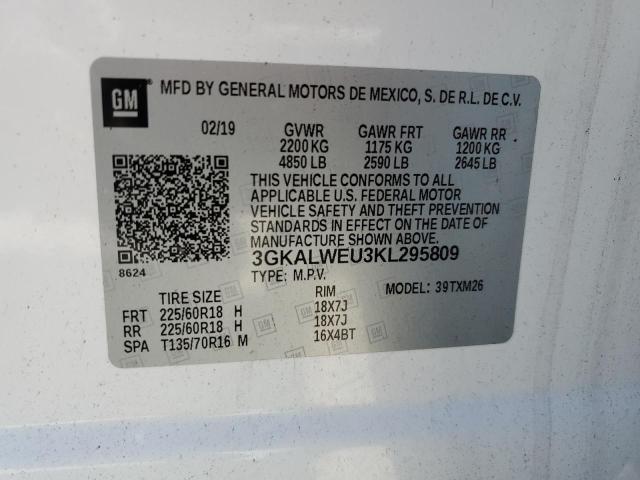 GM
MFD BY GENERAL MOTORS DE MEXICO, S. DE R.L. DE C.V.
02/19 GVWR GAWR FRT GAWR RR
2200 KG 1175 KG 1200 KG
4850 LB 2590 LB 2645 LB
THIS VEHICLE CONFORMS TO ALL
APPLICABLE U.S. FEDERAL MOTOR
VEHICLE SAFETY AND THEFT PREVENTION
STANDARDS IN EFFECT ON THE DATE OF
MANUFACTURE SHOWN ABOVE.
8624
3GKALWEU3KL295809
TYPE: M.P.V. MODEL: 39TXM26
TIRE SIZE RIM
FRT 225/60R18 H 18X7J
RR 225/60R18 H 18X7J
SPA T135/70R16 M 16X4BT